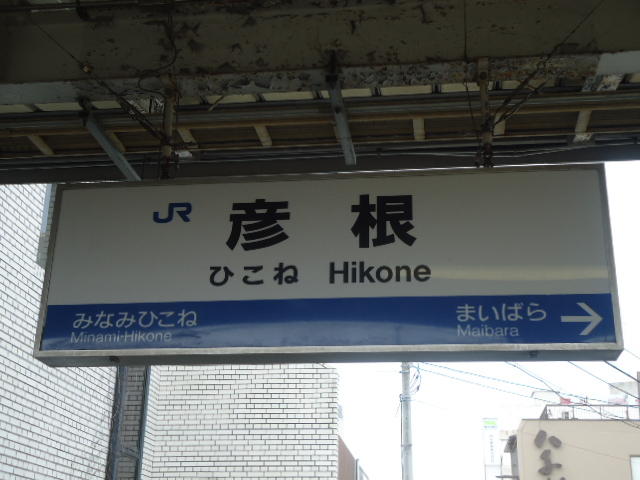 JR 彦根
ひこね Hikone
みなみひこね まいばら →
Minami-Hikone Maibara